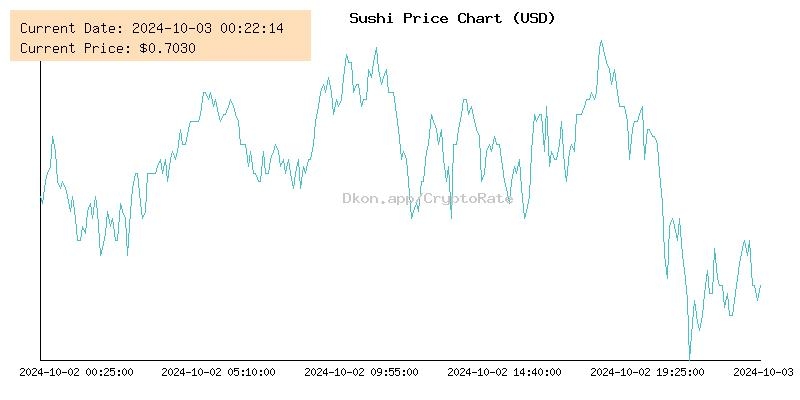 Sushi Price Chart (USD)
Current Date: 2024-10-03 00:22:14
Current Price: $0.7030
Dkon.app/CryptoRate
2024-10-02 00:25:00
2024-10-02 05:10:00
2024-10-02 09:55:00
2024-10-02 14:40:00
2024-10-02 19:25:00
2024-10-03